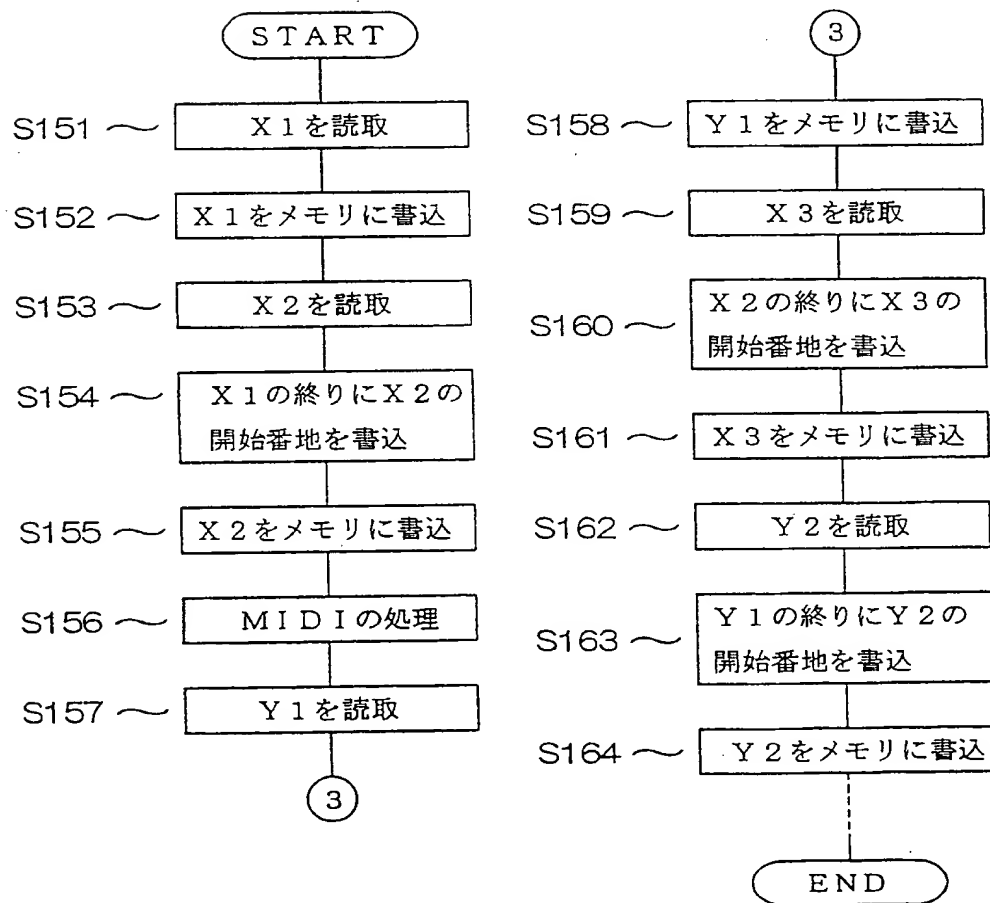 START
S151 X1を読取
S152 X1をメモリに書込
S153 X2を読取
S154 X1の終りにX2の
開始番地を書込
S155 X2をメモリに書込
S156 MIDIの処理
S157 Y1を読取
3
3
S158 Y1をメモリに書込
S159 X3を読取
S160 X2の終りにX3の
開始番地を書込
S161 X3をメモリに書込
S162 Y2を読取
S163 Y1の終りにY2の
開始番地を書込
S164 Y2をメモリに書込
END